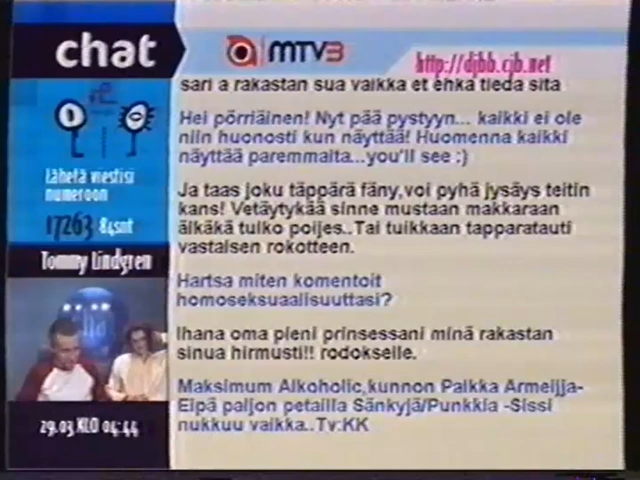 chat
MTV3
http://djbb.cjb.net
sari a rakastan sua vaikka et ehka tieda sita
Hei pörriäinen! Nyt pää pystyyn... kaikki ei ole
niin huonosti kun näyttää! Huomenna kaikki
näyttää paremmalta...you'll see :)
Lähetä viestisi
numeroon
17263 84snt
Ja taas joku täppärä fäny,voi pyhä jysäys teitin
kans! Vetäytykää sinne mustaan makkaraan
älkäkä tulko poijes..Tai tuikkaan tapparatauti
vastaisen rokotteen.
Tommy Lindgren
Hartsa miten komentoit
homoseksuaalisuuttasi?
Ihana oma pieni prinsessani minä rakastan
sinua hirmusti!! rodokselle.
Maksimum Alkoholic,kunnon Paikka Armeijja-
Eipä paljon petailla Sänkyjä/Punkkia -Sissi
nukkuu vaikka..Tv:KK
29.03 KLO 04:44